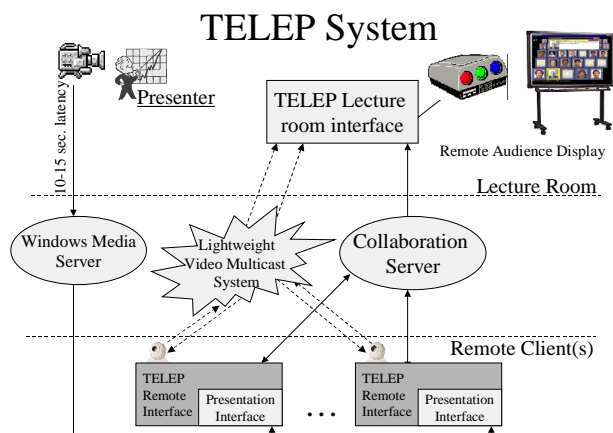 TELEP System
Presenter
10-15 sec. latency
TELEP Lecture
room interface
Remote Audience Display
Lecture Room
Windows Media
Server
Lightweight
Video Multicast
System
Collaboration
Server
Remote Client(s)
TELEP
Remote
Interface
Presentation
Interface
...
TELEP
Remote
Interface
Presentation
Interface